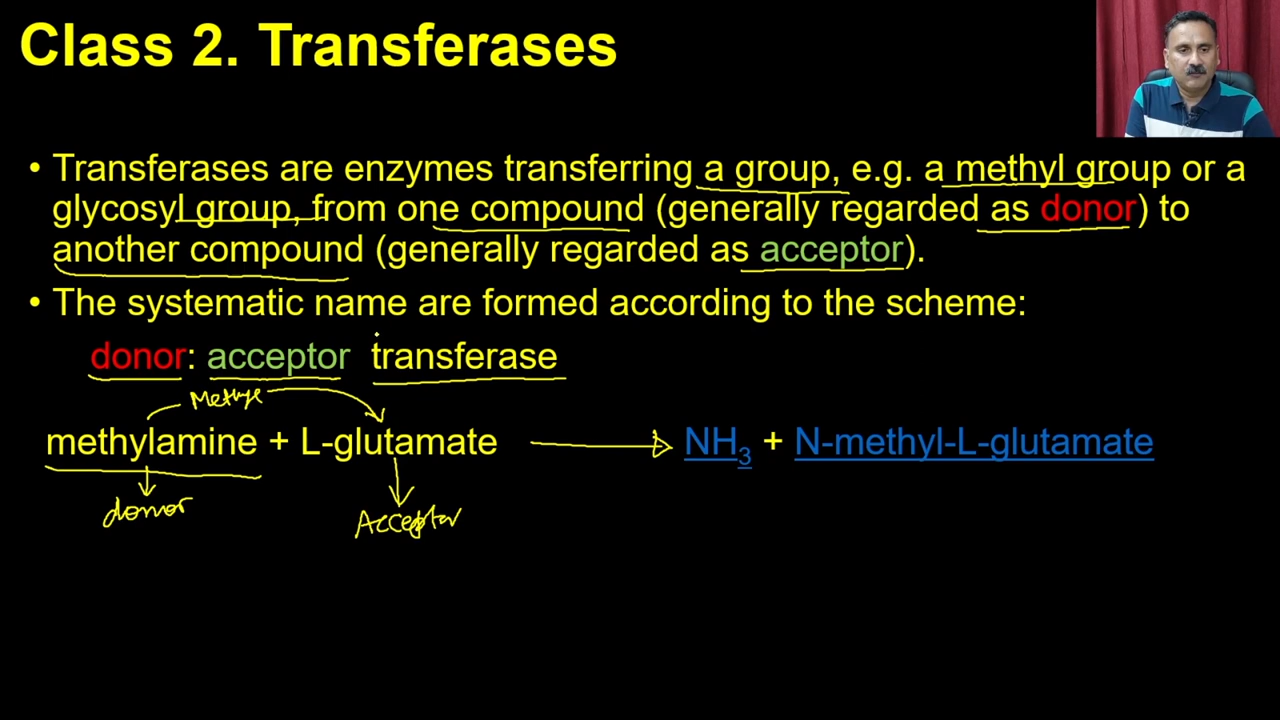 Class 2. Transferases
• Transferases are enzymes transferring a group, e.g. a methyl group or a
glycosyl group, from one compound (generally regarded as donor) to
another compound (generally regarded as acceptor).
• The systematic name are formed according to the scheme:
donor: acceptor transferase
Methyl
methylamine + L-glutamate NH3 + N-methyl-L-glutamate
donor
Acceptor